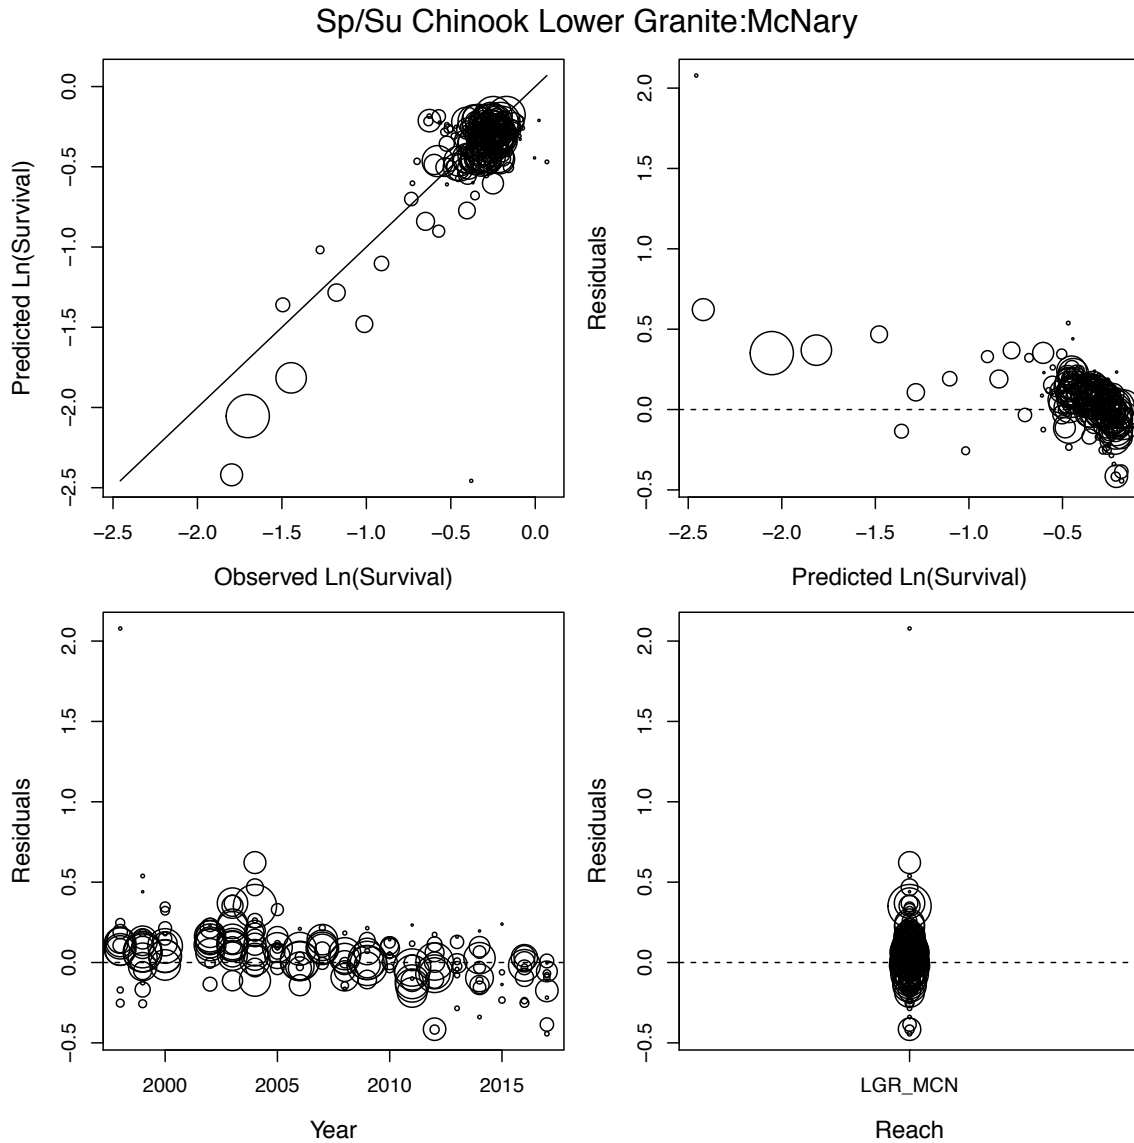 Sp/Su Chinook Lower Granite:McNary
Predicted Ln(Survival)
0.0
−0.5
−1.0
−1.5
−2.0
−2.5
−2.5 −2.0 −1.5 −1.0 −0.5 0.0
Observed Ln(Survival)
Residuals
2.0
1.5
1.0
0.5
0.0
−0.5
−2.5 −2.0 −1.5 −1.0 −0.5
Predicted Ln(Survival)
Residuals
2.0
1.5
1.0
0.5
0.0
−0.5
2000 2005 2010 2015
Year
Residuals
2.0
1.5
1.0
0.5
0.0
−0.5
LGR_MCN
Reach